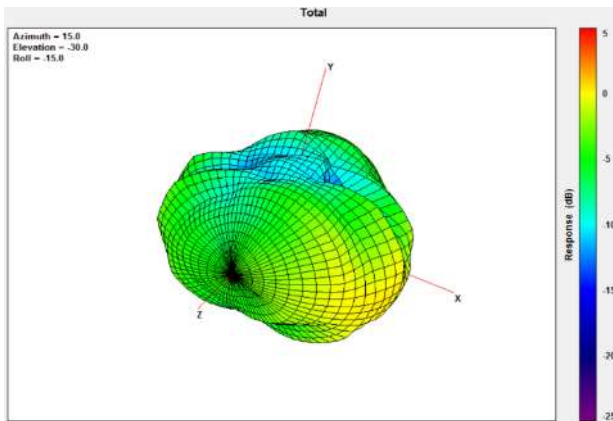 Total
Azimuth = 15.0
Elevation = -30.0
Roll = -15.0
Y
X
Z
5
0
-5
-10
-15
-20
-25
Response (dB)